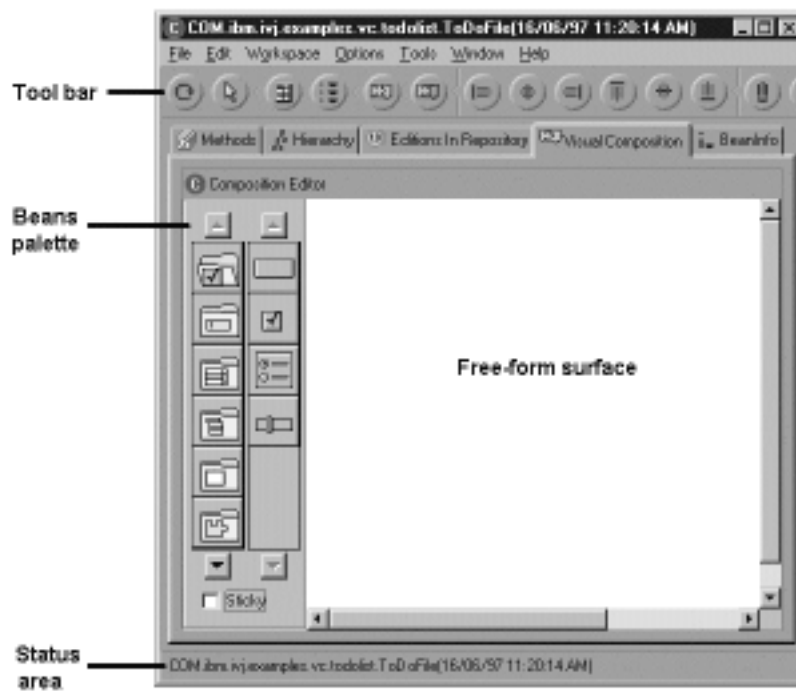 COM.ibm.ivj.examples.vc.todolist.ToDoFile(16/06/97 11:20:14 AM)
File Edit Workspace Options Tools Window Help
Tool bar
Methods Hierarchy Editions In Repository Visual Composition BeanInfo
Composition Editor
Beans
palette
Free-form surface
Sticky
Status
area
COM.ibm.ivj.examples.vc.todolist.ToDoFile(16/06/97 11:20:14 AM)